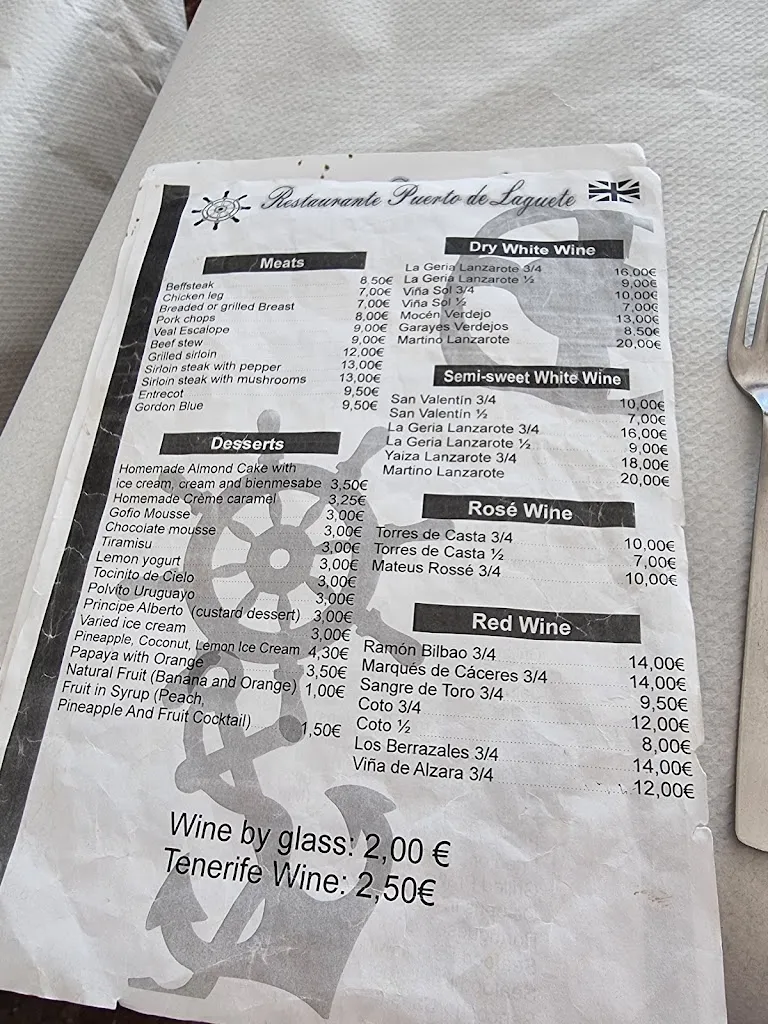 Restaurante Puerto de Laguete
Meats
Beffsteak 8,50€
Chicken leg 7,00€
Breaded or grilled Breast 7,00€
Pork chops 8,00€
Veal Escalope 9,00€
Beef stew 9,00€
Grilled sirloin 12,00€
Sirloin steak with pepper 13,00€
Sirloin steak with mushrooms 13,00€
Entrecot 9,50€
Gordon Blue 9,50€
Desserts
Homemade Almond Cake with
ice cream, cream and bienmesabe 3,50€
Homemade Crème caramel 3,25€
Gofio Mousse 3,00€
Chocolate mousse 3,00€
Tiramisu 3,00€
Lemon yogurt 3,00€
Tocinito de Cielo 3,00€
Polvito Uruguayo 3,00€
Principe Alberto (custard dessert) 3,00€
Varied ice cream 3,00€
Pineapple, Coconut, Lemon Ice Cream 4,30€
Papaya with Orange 3,50€
Natural Fruit (Banana and Orange) 1,00€
Fruit in Syrup (Peach,
Pineapple And Fruit Cocktail) 1,50€
Dry White Wine
La Geria Lanzarote 3/4 16,00€
La Geria Lanzarote ½ 9,00€
Viña Sol 3/4 10,00€
Viña Sol ½ 7,00€
Mocén Verdejo 13,00€
Garayes Verdejos 8,50€
Martino Lanzarote 20,00€
Semi-sweet White Wine
San Valentín 3/4 10,00€
San Valentín ½ 7,00€
La Geria Lanzarote 3/4 16,00€
La Geria Lanzarote ½ 9,00€
Yaiza Lanzarote 3/4 18,00€
Martino Lanzarote 20,00€
Rosé Wine
Torres de Casta 3/4 10,00€
Torres de Casta ½ 7,00€
Mateus Rossé 3/4 10,00€
Red Wine
Ramón Bilbao 3/4 14,00€
Marqués de Cáceres 3/4 14,00€
Sangre de Toro 3/4 9,50€
Coto 3/4 12,00€
Coto ½ 8,00€
Los Berrazales 3/4 14,00€
Viña de Alzara 3/4 12,00€
Wine by glass: 2,00 €
Tenerife Wine: 2,50€